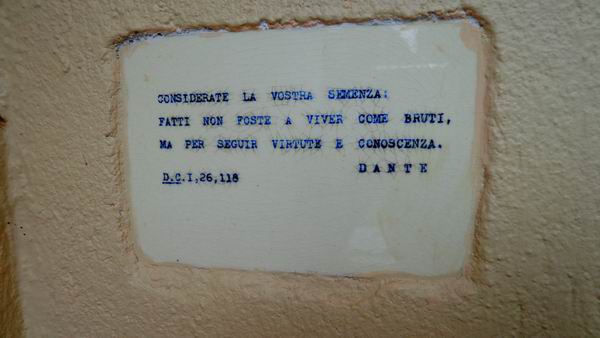 CONSIDERATE LA VOSTRA SEMENZA:
FATTI NON FOSTE A VIVER COME BRUTI,
MA PER SEGUIR VIRTUTE E CONOSCENZA.
DANTE
D.C.I,26,118